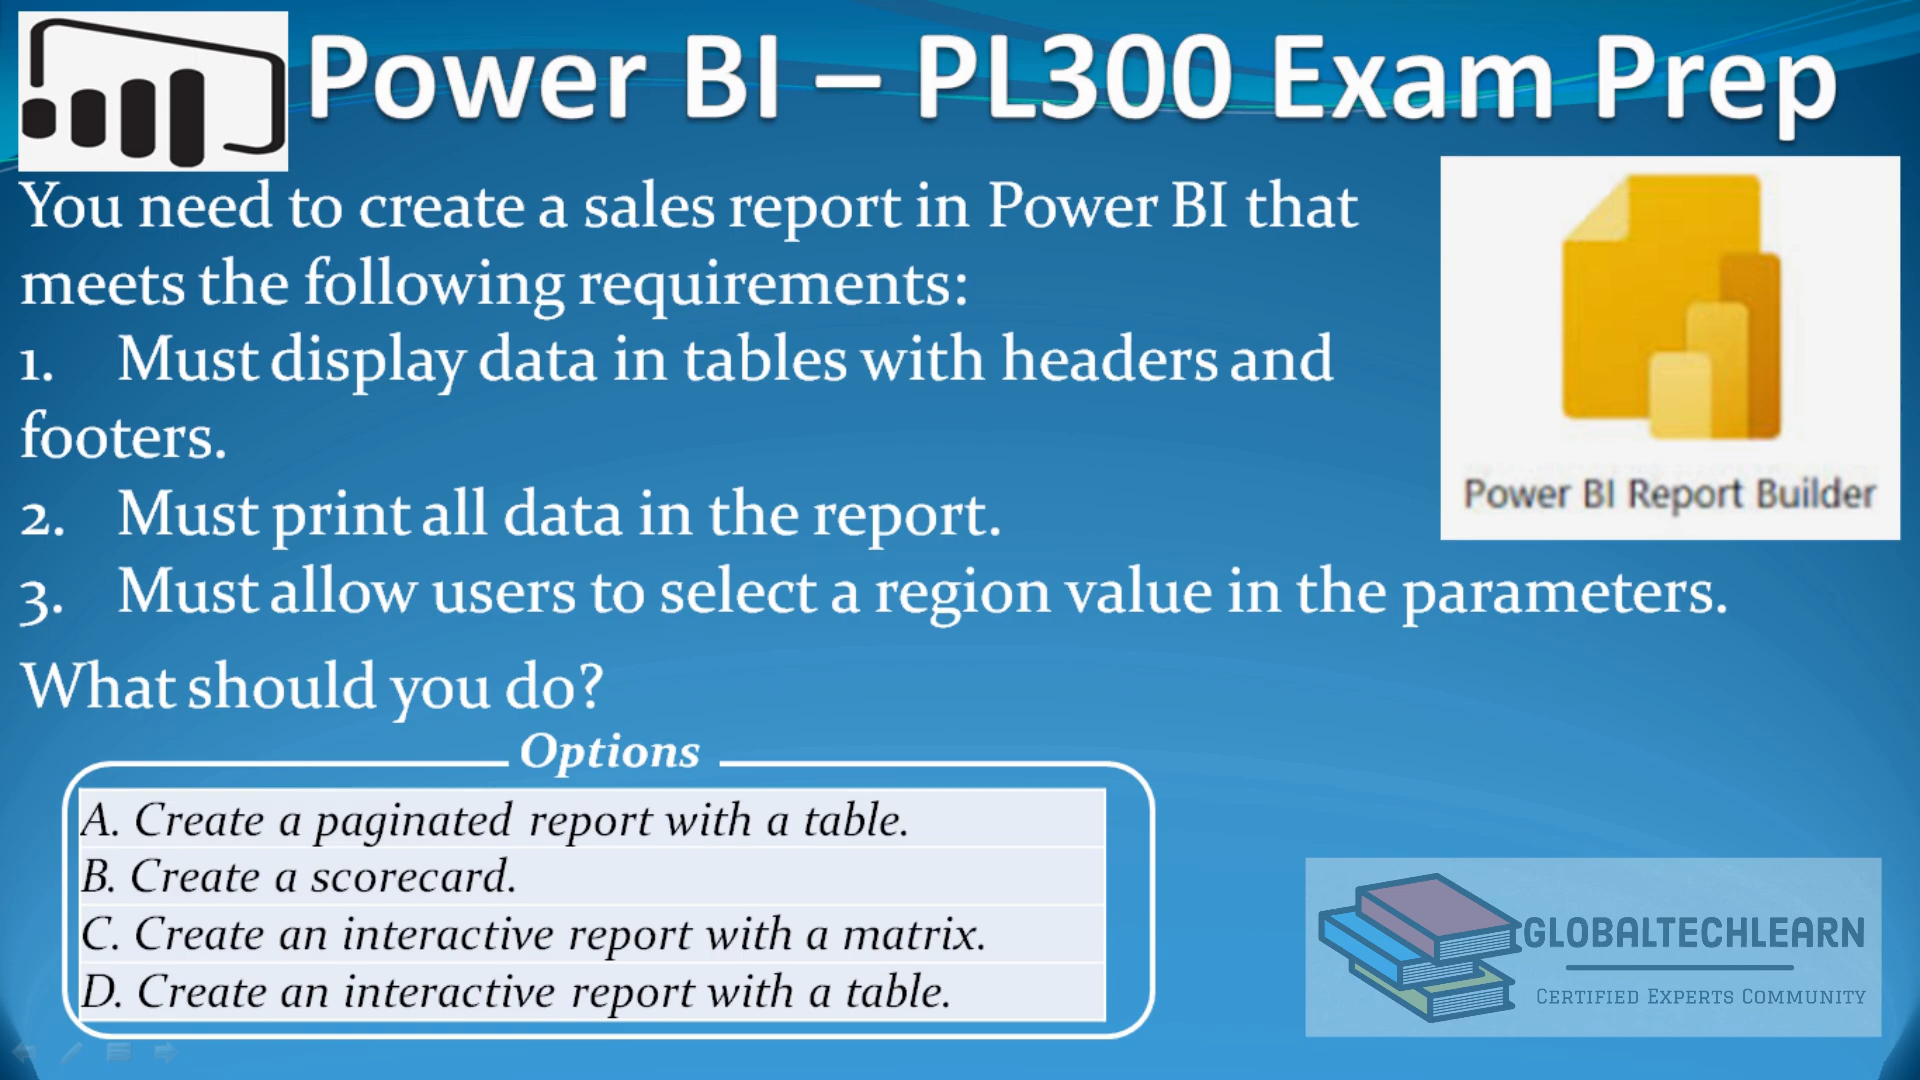 Power BI – PL300 Exam Prep
You need to create a sales report in Power BI that
meets the following requirements:
1. Must display data in tables with headers and
footers.
2. Must print all data in the report.
3. Must allow users to select a region value in the parameters.
What should you do?
Power BI Report Builder
Options
A. Create a paginated report with a table.
B. Create a scorecard.
C. Create an interactive report with a matrix.
D. Create an interactive report with a table.
GLOBALTECHLEARN
CERTIFIED EXPERTS COMMUNITY